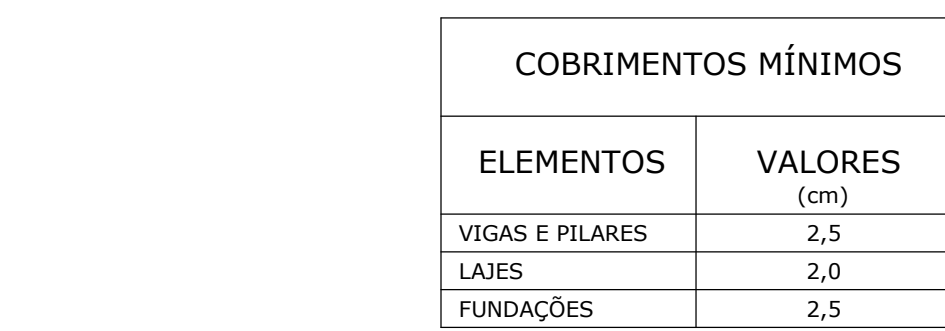 COBRIMENTOS MÍNIMOS
ELEMENTOS VALORES
(cm)
VIGAS E PILARES 2,5
LAJES 2,0
FUNDAÇÕES 2,5